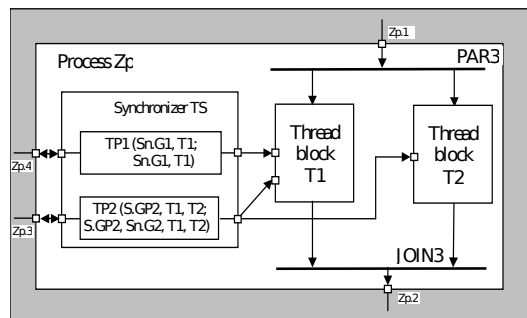 Zp.1
Process Zp
PAR3
Synchronizer TS
TP1 (Sn.G1, T1;
Sn.G1, T1)
Thread
block
T1
Thread
block
T2
Zp.4
TP2 (S.GP2, T1, T2;
S.GP2, Sn.G2, T1, T2)
Zp.3
JOIN3
Zp.2